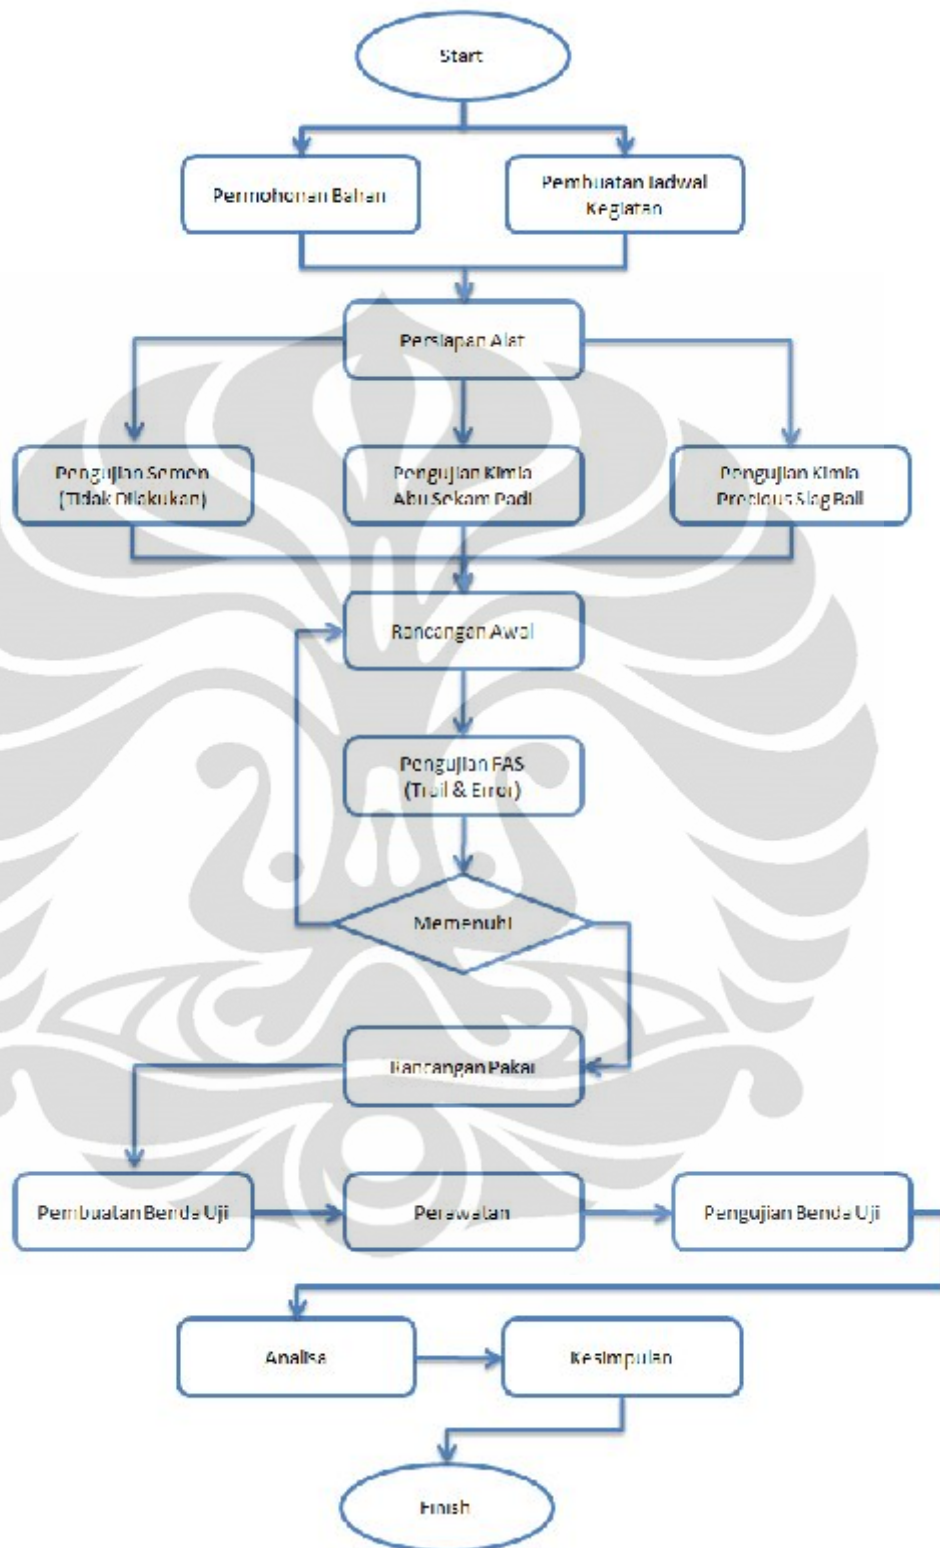 Start
Permohonan Bahan
Pembuatan Jadwal
Kegiatan
Persiapan Alat
Pengujian Semen
(Tidak Dilakukan)
Pengujian Kimia
Abu Sekam Padi
Pengujian Kimia
Precious Slag Ball
Rancangan Awal
Pengujian FAS
(Trail & Error)
Memenuhi
Rancangan Pakai
Pembuatan Benda Uji
Perawatan
Pengujian Benda Uji
Analisa
Kesimpulan
Finish